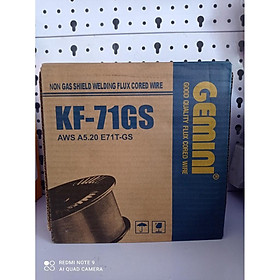 NON GAS SHIELD WELDING FLUX CORED WIRE
KF-71GS
AWS A5.20 E71T-GS
GEMINI®
GOOD QUALITY FLUX CORED WIRE
REDMI NOTE 9
AI QUAD CAMERA